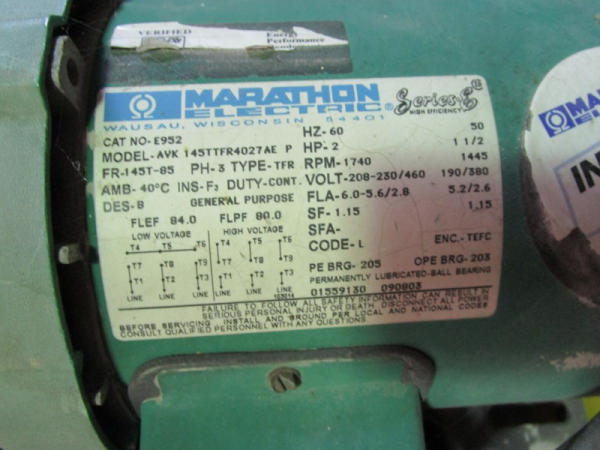 VERIFIED
Energy
Performance
MARATHON
ELECTRIC®
Series E
HIGH EFFICIENCY
WAUSAU, WISCONSIN 54401
CAT NO-E952 HZ-60 50
MODEL-AVK 145TTFR4027AE P HP-2 1 1/2
FR-145T-85 PH-3 TYPE-TFR RPM-1740 1445
AMB-40°C INS-F3 DUTY-CONT. VOLT-208-230/460 190/380
DES-B GENERAL PURPOSE FLA-6.0-5.6/2.8 5.2/2.6
FLEF 84.0 FLPF 80.0 SF-1.15 1.15
LOW VOLTAGE HIGH VOLTAGE SFA-
CODE-L ENC.-TEFC
T4 T5 T6 T4 T5 T6
T7 T8 T9 T7 T8 T9
T1 T2 T3 T1 T2 T3
LINE LINE
PE BRG-205 OPE BRG-203
PERMANENTLY LUBRICATED-BALL BEARING
01559130 090803
FAILURE TO FOLLOW ALL SAFETY INFORMATION CAN RESULT IN
SERIOUS PERSONAL INJURY OR DEATH DISCONNECT ALL POWER
BEFORE SERVICING. INSTALL AND GROUND PER LOCAL AND NATIONAL CODES
CONSULT QUALIFIED PERSONNEL WITH ANY QUESTIONS
MARATHON
ELECTRIC